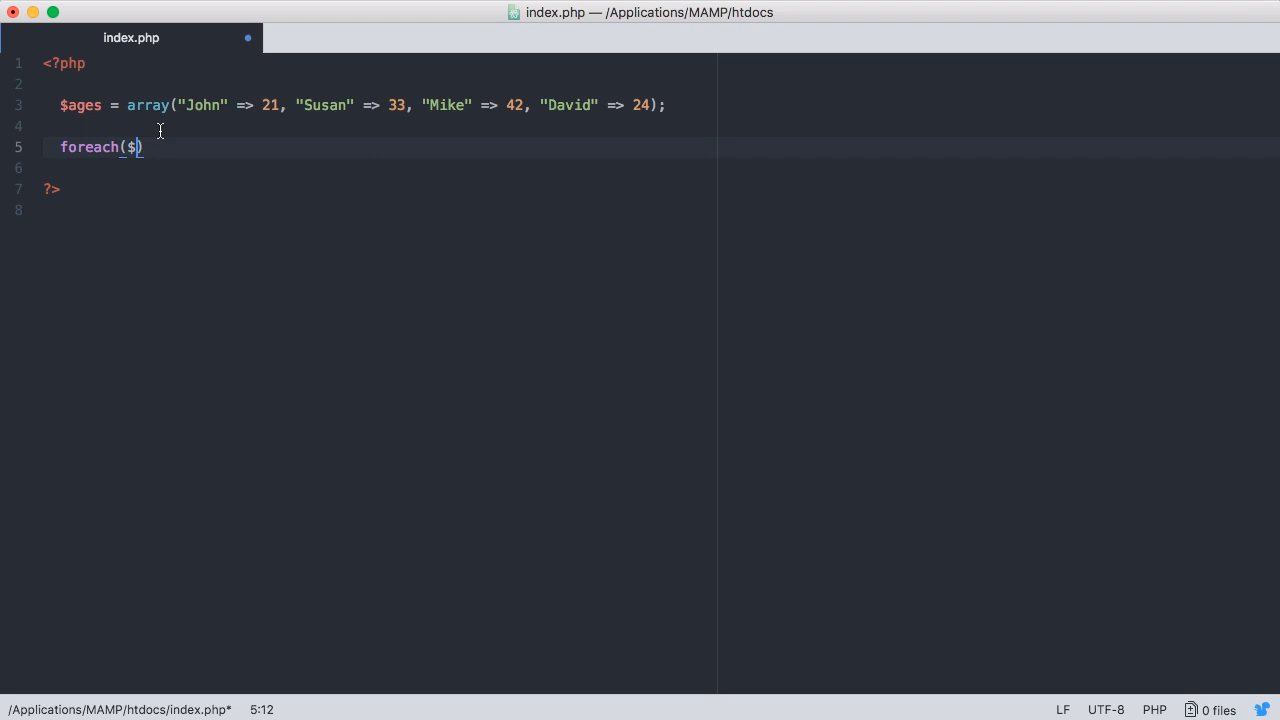 index.php — /Applications/MAMP/htdocs
index.php
1 <?php
2
3 $ages = array("John" => 21, "Susan" => 33, "Mike" => 42, "David" => 24);
4
5 foreach($)
6
7 ?>
8
/Applications/MAMP/htdocs/index.php* 5:12 LF UTF-8 PHP 0 files